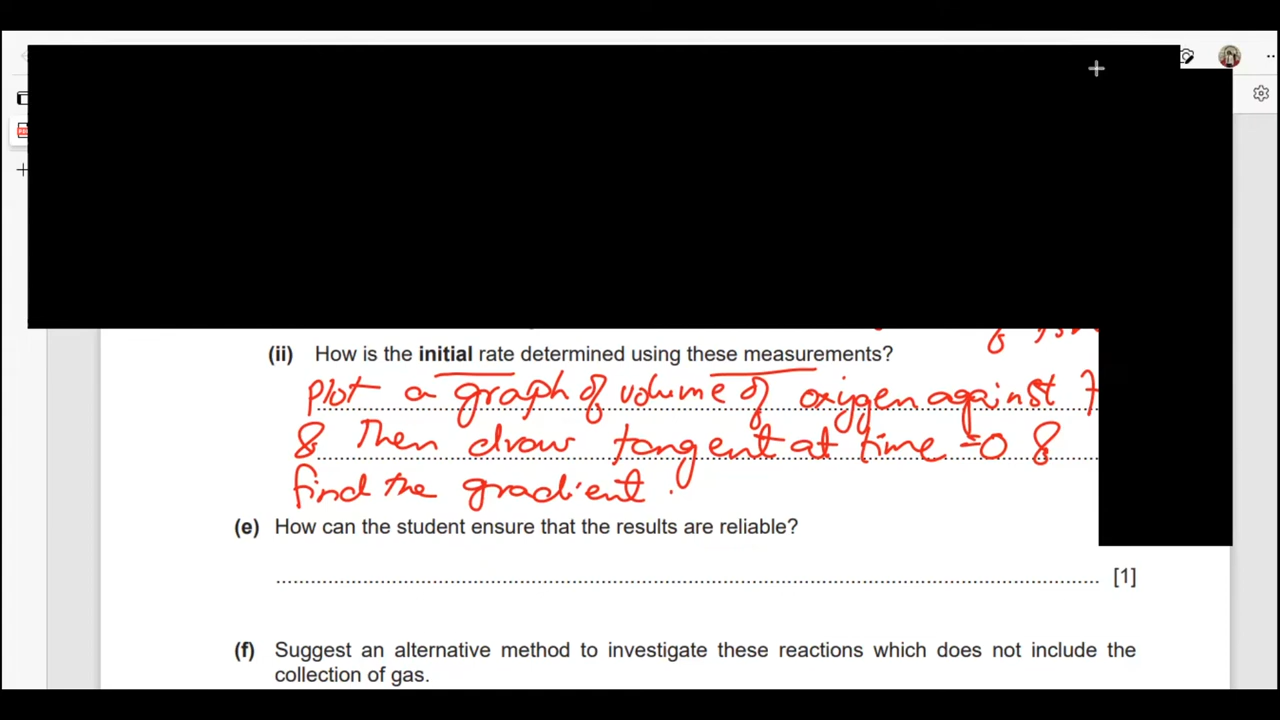 (ii) How is the initial rate determined using these measurements?
plot a graph of volume of oxygen against
& Then draw tangent at time =0 &
find the gradient .
(e) How can the student ensure that the results are reliable?
[1]
(f) Suggest an alternative method to investigate these reactions which does not include the
collection of gas.